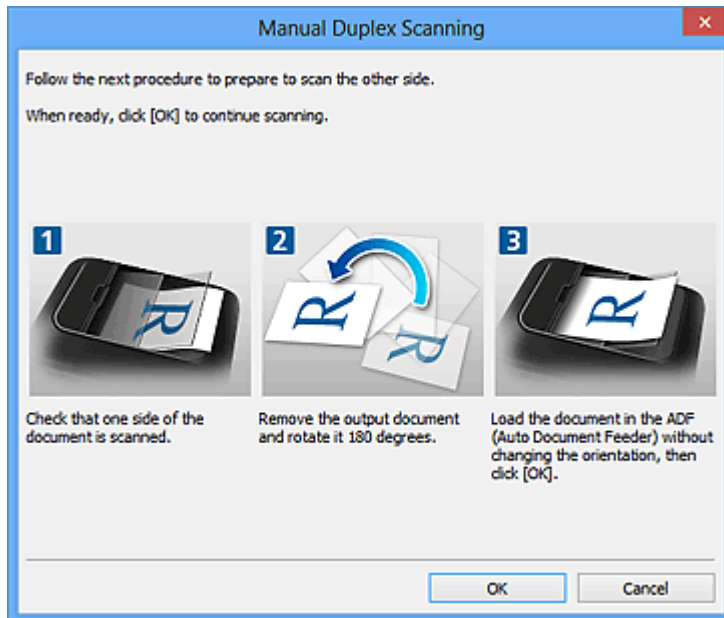 Manual Duplex Scanning
Follow the next procedure to prepare to scan the other side.
When ready, click [OK] to continue scanning.
1
R
Check that one side of the
document is scanned.
2
R
R
Remove the output document
and rotate it 180 degrees.
3
R
Load the document in the ADF
(Auto Document Feeder) without
changing the orientation, then
click [OK].
OK
Cancel